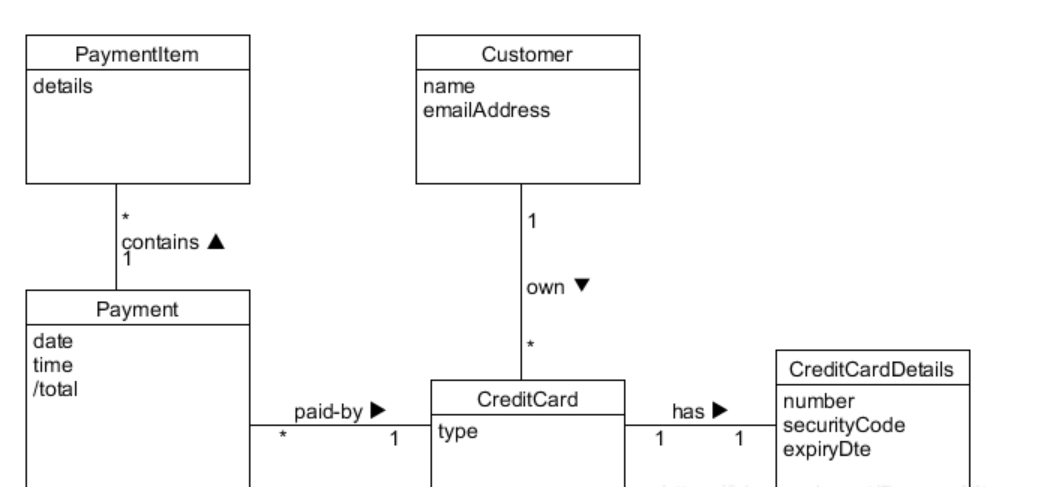 PaymentItem
details
Customer
name
emailAddress
*
contains ▲
1
1
own ▼
*
Payment
date
time
/total
paid-by ▶
*
1
CreditCard
type
has ▶
1
1
CreditCardDetails
number
securityCode
expiryDte